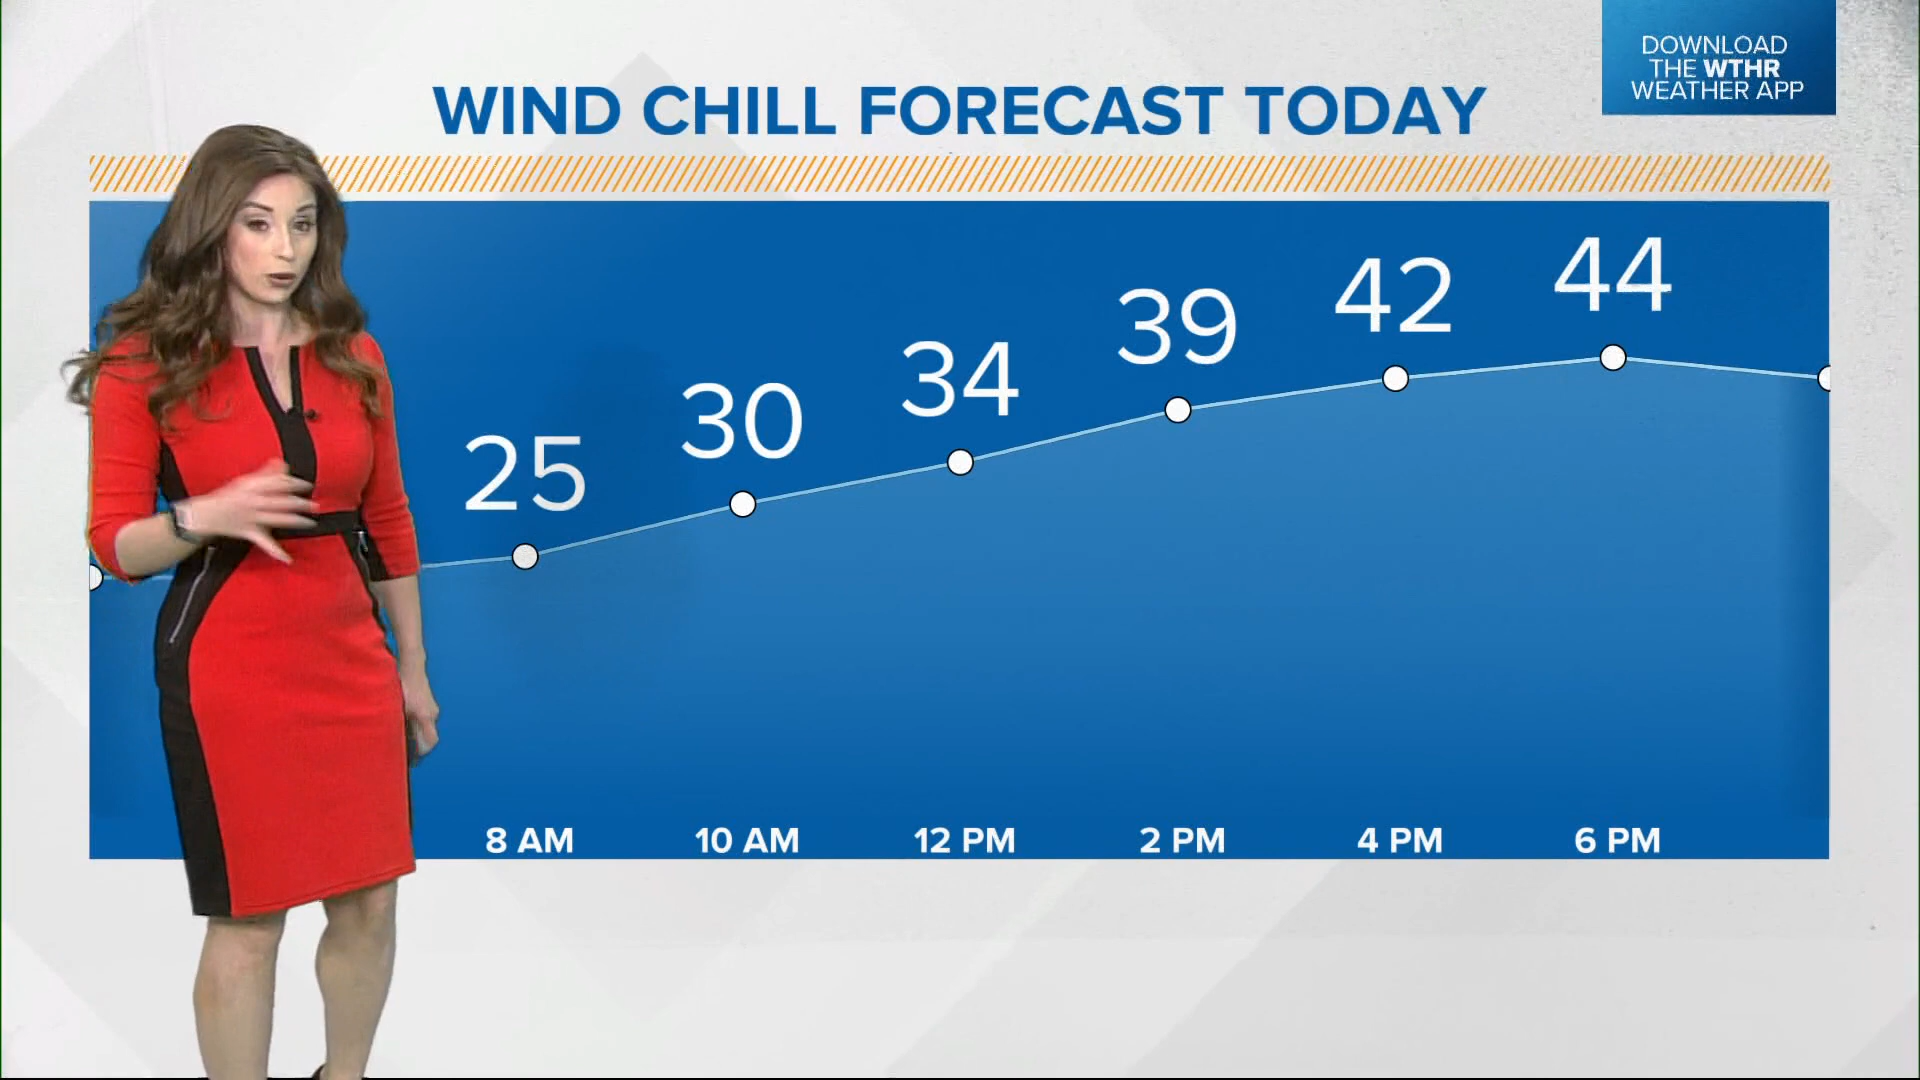 DOWNLOAD
THE WTHR
WEATHER APP
WIND CHILL FORECAST TODAY
25
30
34
39
42
44
8 AM
10 AM
12 PM
2 PM
4 PM
6 PM